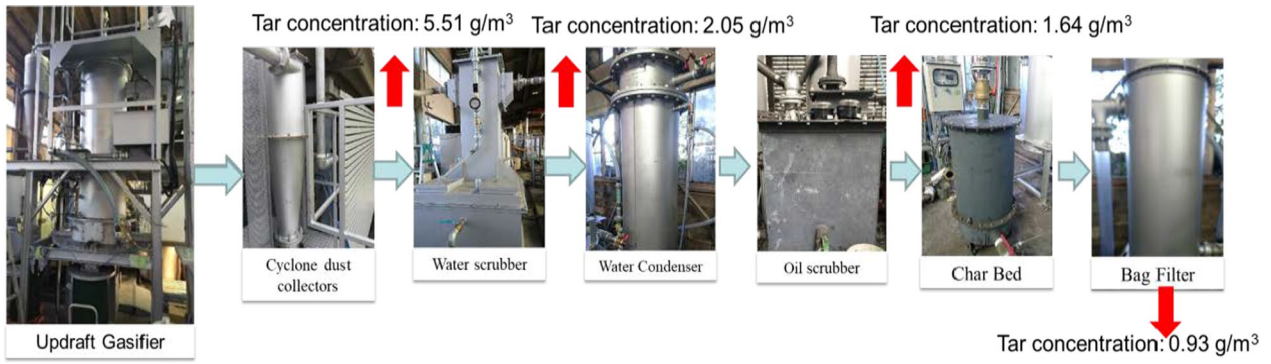 Tar concentration: 5.51 g/m³
Tar concentration: 2.05 g/m³
Tar concentration: 1.64 g/m³
Cyclone dust
collectors
Water scrubber
Water Condenser
Oil scrubber
Char Bed
Bag Filter
Updraft Gasifier
Tar concentration: 0.93 g/m³